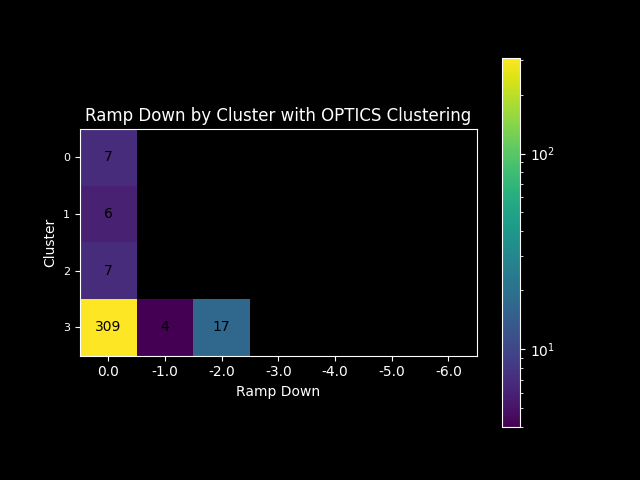 Ramp Down by Cluster with OPTICS Clustering
Cluster
0
1
2
3
7
6
7
309 4 17
0.0 -1.0 -2.0 -3.0 -4.0 -5.0 -6.0
Ramp Down
10²
10¹